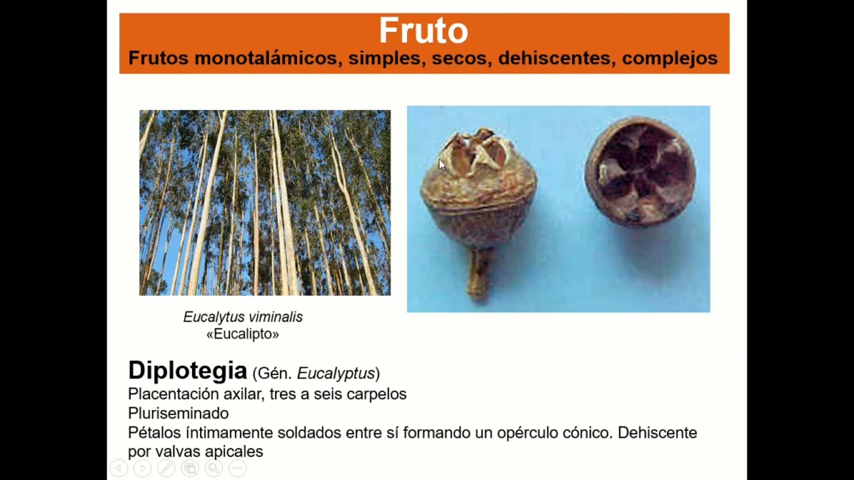 Fruto
Frutos monotalámicos, simples, secos, dehiscentes, complejos
Eucalytus viminalis
«Eucalipto»
Diplotegia (Gén. Eucalyptus)
Placentación axilar, tres a seis carpelos
Pluriseminado
Pétalos íntimamente soldados entre sí formando un opérculo cónico. Dehiscente
por valvas apicales